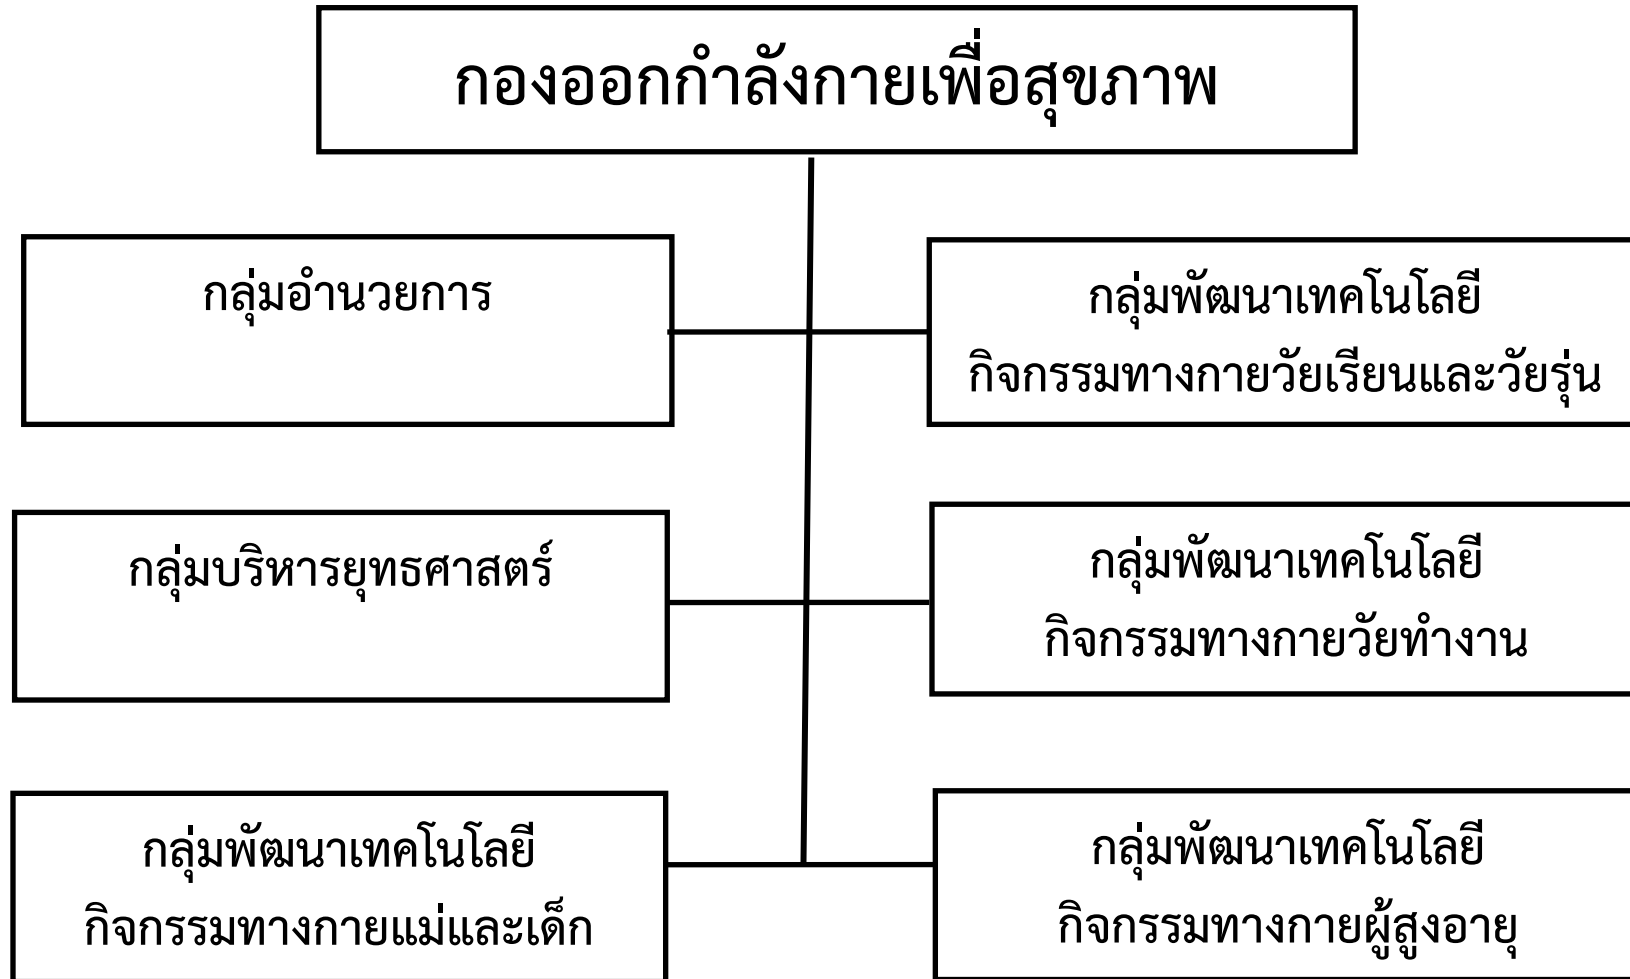 กองออกกำลังกายเพื่อสุขภาพ
กลุ่มอำนวยการ
กลุ่มพัฒนาเทคโนโลยี
กิจกรรมทางกายวัยเรียนและวัยรุ่น
กลุ่มบริหารยุทธศาสตร์
กลุ่มพัฒนาเทคโนโลยี
กิจกรรมทางกายวัยทำงาน
กลุ่มพัฒนาเทคโนโลยี
กิจกรรมทางกายแม่และเด็ก
กลุ่มพัฒนาเทคโนโลยี
กิจกรรมทางกายผู้สูงอายุ